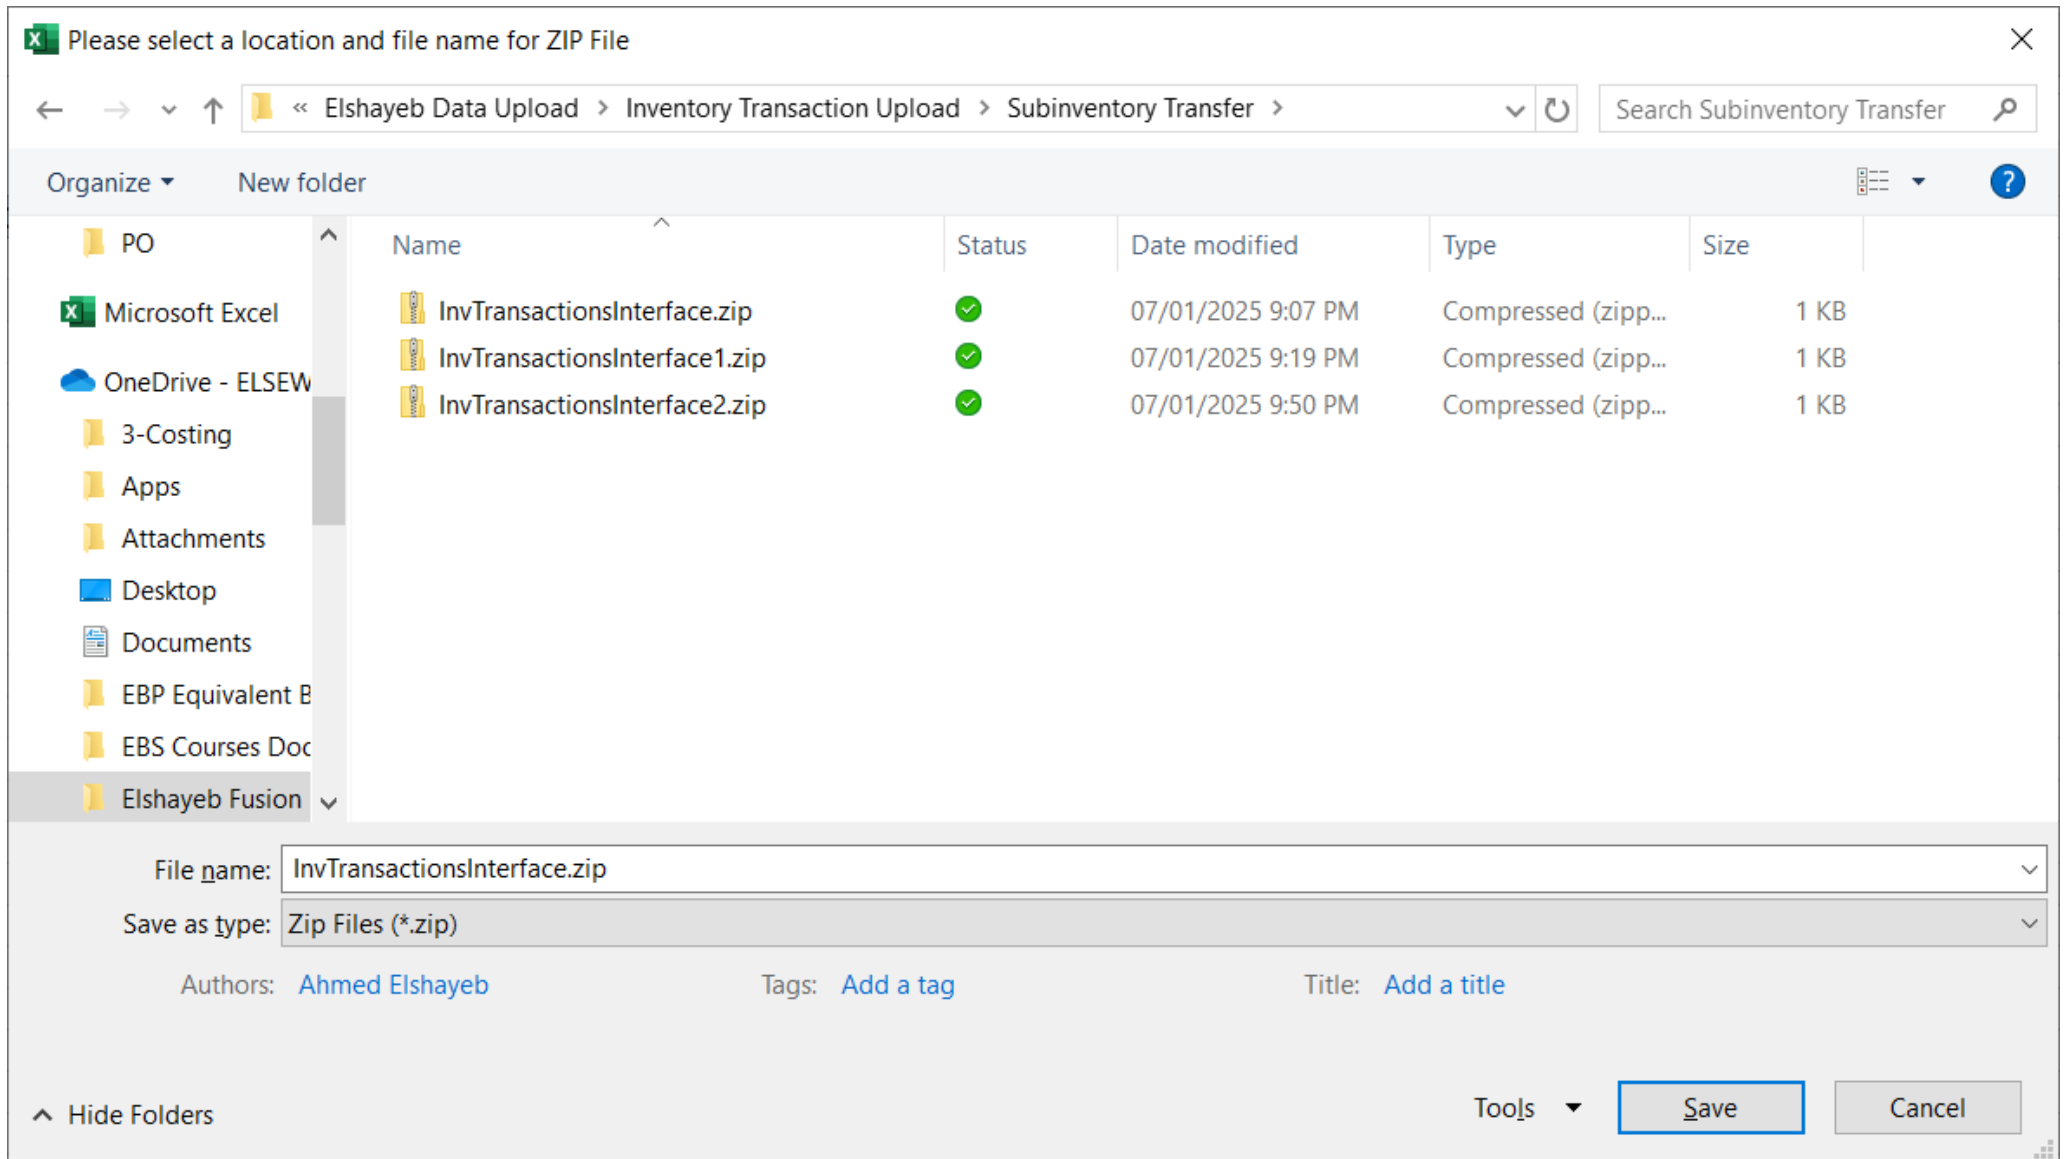 Please select a location and file name for ZIP File
« Elshayeb Data Upload > Inventory Transaction Upload > Subinventory Transfer >
Search Subinventory Transfer
Organize
New folder
?
PO
Microsoft Excel
OneDrive - ELSEW
3-Costing
Apps
Attachments
Desktop
Documents
EBP Equivalent B
EBS Courses Doc
Elshayeb Fusion
Name Status Date modified Type Size
InvTransactionsInterface.zip 07/01/2025 9:07 PM Compressed (zipp... 1 KB
InvTransactionsInterface1.zip 07/01/2025 9:19 PM Compressed (zipp... 1 KB
InvTransactionsInterface2.zip 07/01/2025 9:50 PM Compressed (zipp... 1 KB
File name: InvTransactionsInterface.zip
Save as type: Zip Files (*.zip)
Authors: Ahmed Elshayeb Tags: Add a tag Title: Add a title
Hide Folders
Tools Save Cancel